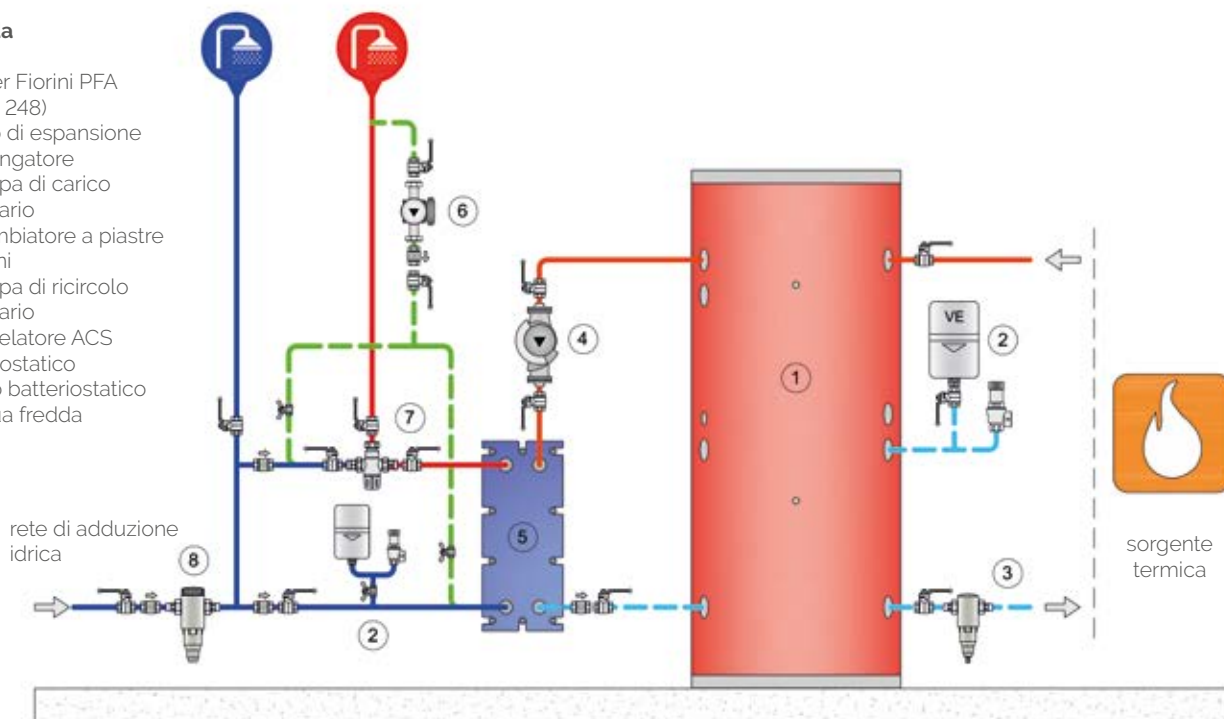 er Fiorini PFA
248)
di espansione
ngatore
pa di carico
ario
mbiatore a piastre
ni
pa di ricircolo
ario
elatore ACS
ostatico
batteriostatico
ua fredda
rete di adduzione
idrica
sorgente
termica
VE
1
2
2
3
4
5
6
7
8